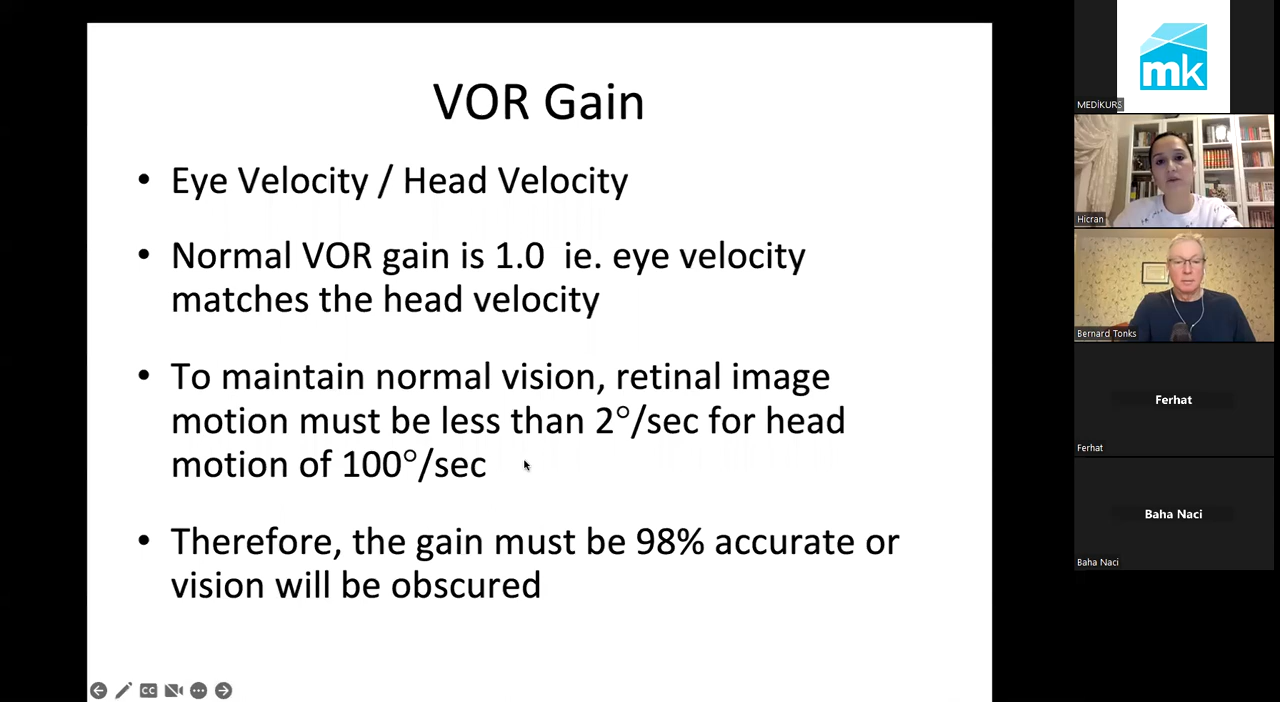 VOR Gain
• Eye Velocity / Head Velocity
• Normal VOR gain is 1.0  ie. eye velocity
matches the head velocity
• To maintain normal vision, retinal image
motion must be less than 2°/sec for head
motion of 100°/sec
• Therefore, the gain must be 98% accurate or
vision will be obscured
CC
mk
MEDİKURS
Hicran
Bernard Tonks
Ferhat
Ferhat
Baha Naci
Baha Naci